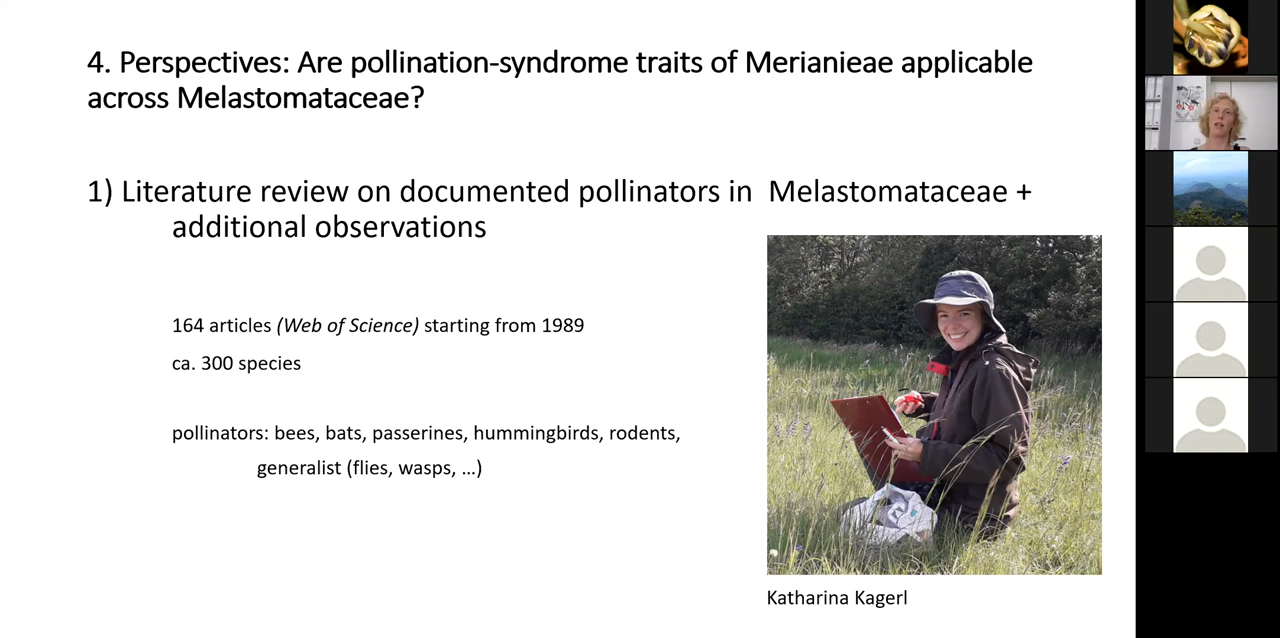 4. Perspectives: Are pollination-syndrome traits of Merianieae applicable
across Melastomataceae?
1) Literature review on documented pollinators in Melastomataceae +
additional observations
164 articles (Web of Science) starting from 1989
ca. 300 species
pollinators: bees, bats, passerines, hummingbirds, rodents,
generalist (flies, wasps, ...)
Katharina Kagerl